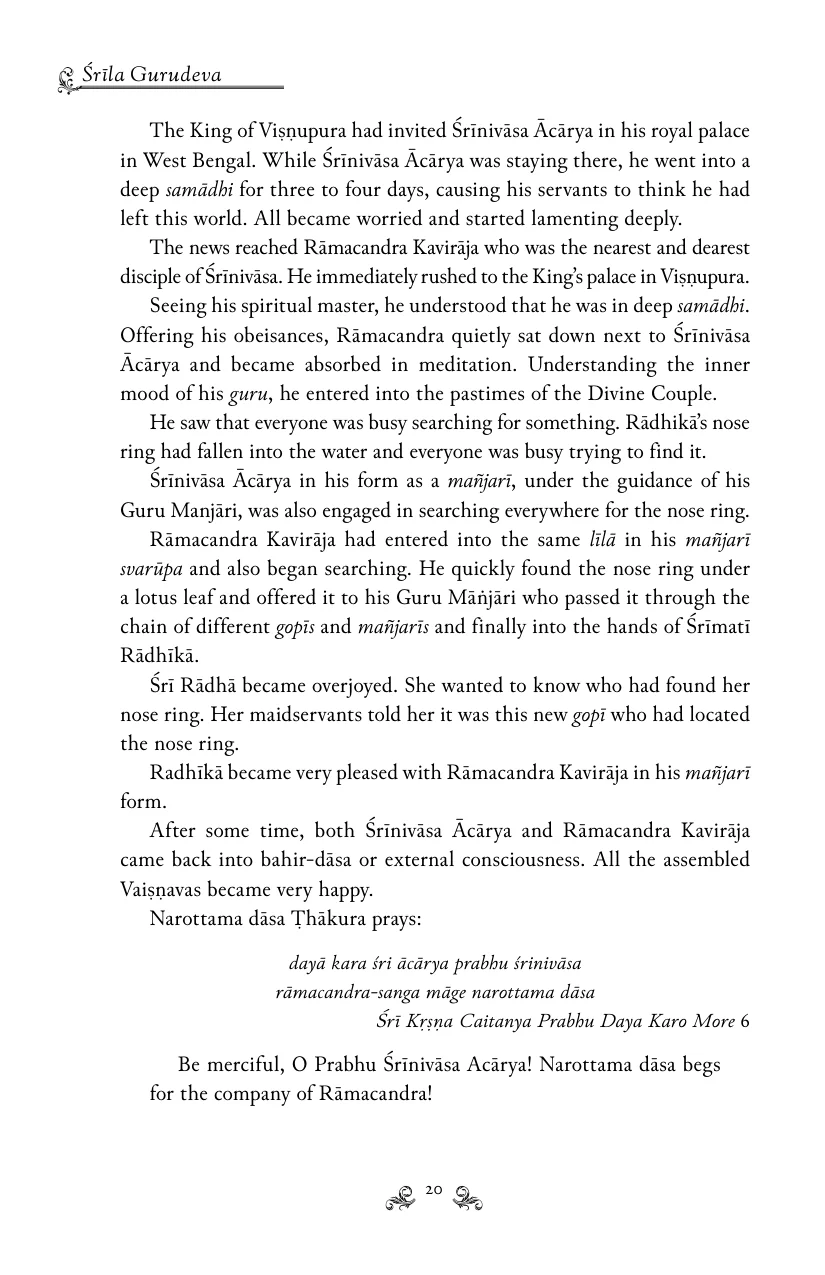 Śrīla Gurudeva
The King of Viṣṇupura had invited Śrīnivāsa Ācārya in his royal palace
in West Bengal. While Śrīnivāsa Ācārya was staying there, he went into a
deep samādhi for three to four days, causing his servants to think he had
left this world. All became worried and started lamenting deeply.
The news reached Rāmacandra Kavirāja who was the nearest and dearest
disciple of Śrīnivāsa. He immediately rushed to the King’s palace in Viṣṇupura.
Seeing his spiritual master, he understood that he was in deep samādhi.
Offering his obeisances, Rāmacandra quietly sat down next to Śrīnivāsa
Ācārya and became absorbed in meditation. Understanding the inner
mood of his guru, he entered into the pastimes of the Divine Couple.
He saw that everyone was busy searching for something. Rādhikā’s nose
ring had fallen into the water and everyone was busy trying to find it.
Śrīnivāsa Ācārya in his form as a mañjarī, under the guidance of his
Guru Manjāri, was also engaged in searching everywhere for the nose ring.
Rāmacandra Kavirāja had entered into the same līlā in his mañjarī
svarūpa and also began searching. He quickly found the nose ring under
a lotus leaf and offered it to his Guru Māṅjāri who passed it through the
chain of different gopīs and mañjarīs and finally into the hands of Śrīmatī
Rādhīkā.
Śrī Rādhā became overjoyed. She wanted to know who had found her
nose ring. Her maidservants told her it was this new gopī who had located
the nose ring.
Radhīkā became very pleased with Rāmacandra Kavirāja in his mañjarī
form.
After some time, both Śrīnivāsa Ācārya and Rāmacandra Kavirāja
came back into bahir-dāsa or external consciousness. All the assembled
Vaiṣṇavas became very happy.
Narottama dāsa Ṭhākura prays:
dayā kara śri ācārya prabhu śrinivāsa
rāmacandra-sanga māge narottama dāsa
Śrī Kṛṣṇa Caitanya Prabhu Daya Karo More 6
Be merciful, O Prabhu Śrīnivāsa Acārya! Narottama dāsa begs
for the company of Rāmacandra!
20